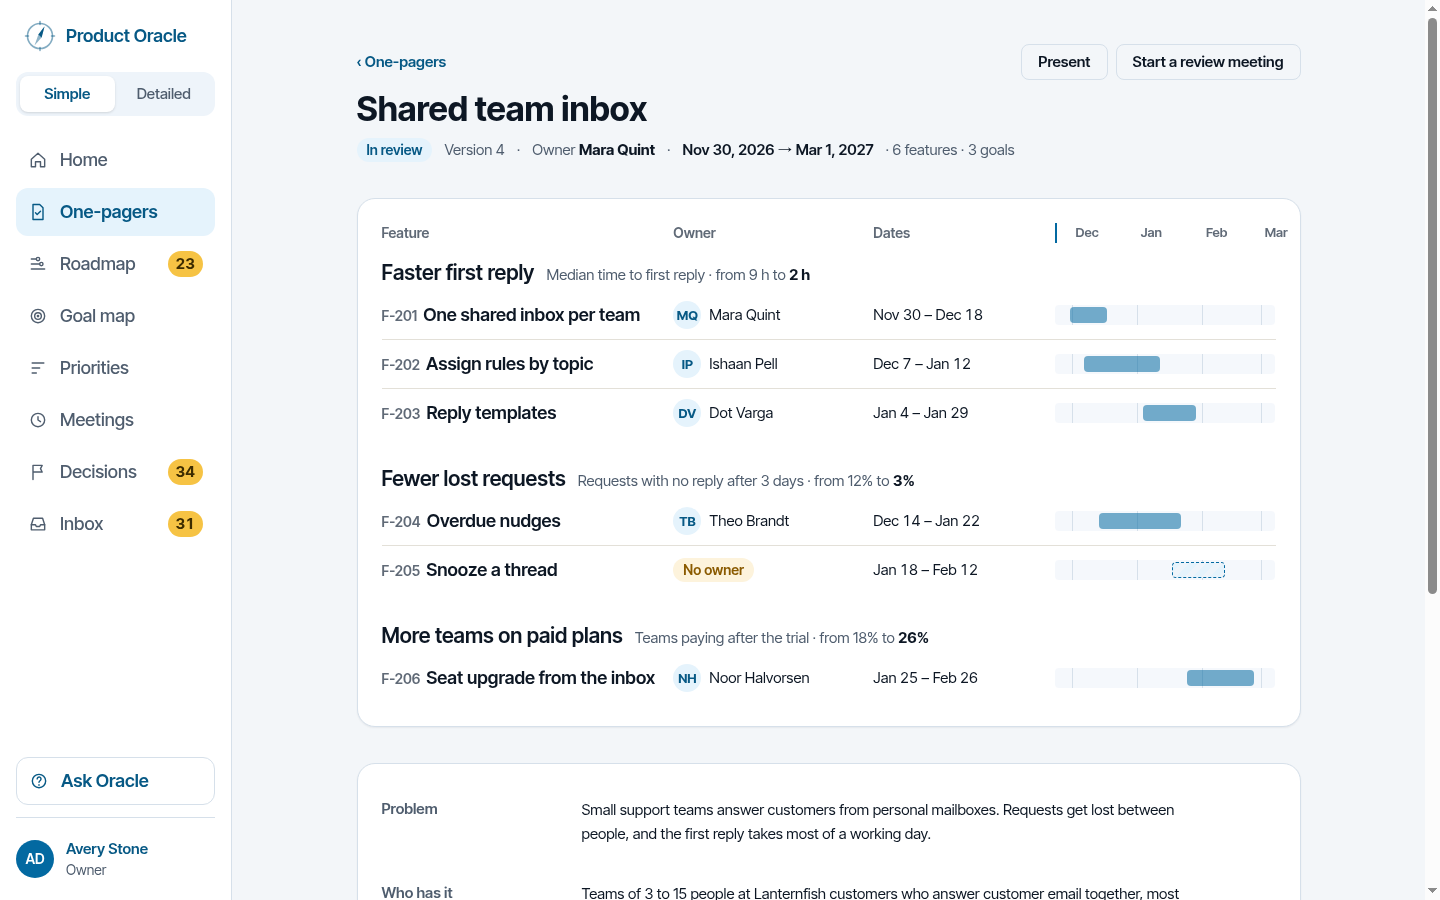 Product Oracle
Simple Detailed
Home
One-pagers
Roadmap 23
Goal map
Priorities
Meetings
Decisions 34
Inbox 31
Ask Oracle
AD Avery Stone
Owner
‹ One-pagers
Present Start a review meeting
Shared team inbox
In review Version 4 · Owner Mara Quint · Nov 30, 2026 → Mar 1, 2027 · 6 features · 3 goals
Feature Owner Dates Dec Jan Feb Mar
Faster first reply Median time to first reply · from 9 h to 2 h
F-201 One shared inbox per team MQ Mara Quint Nov 30 – Dec 18
F-202 Assign rules by topic IP Ishaan Pell Dec 7 – Jan 12
F-203 Reply templates DV Dot Varga Jan 4 – Jan 29
Fewer lost requests Requests with no reply after 3 days · from 12% to 3%
F-204 Overdue nudges TB Theo Brandt Dec 14 – Jan 22
F-205 Snooze a thread No owner Jan 18 – Feb 12
More teams on paid plans Teams paying after the trial · from 18% to 26%
F-206 Seat upgrade from the inbox NH Noor Halvorsen Jan 25 – Feb 26
Problem Small support teams answer customers from personal mailboxes. Requests get lost between
people, and the first reply takes most of a working day.
Who has it Teams of 3 to 15 people at Lanternfish customers who answer customer email together, most